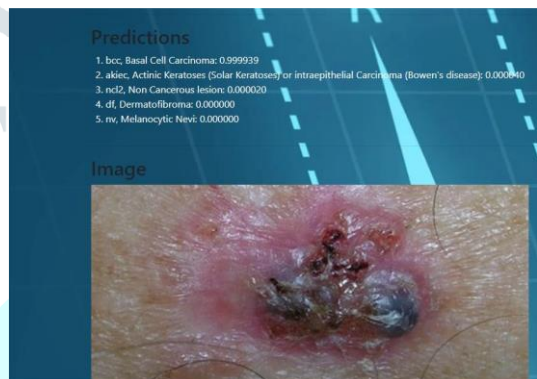 Predictions
1. bcc, Basal Cell Carcinoma: 0.999939
2. akiec, Actinic Keratoses (Solar Keratoses) or intraepithelial Carcinoma (Bowen's disease): 0.000040
3. ncl2, Non Cancerous lesion: 0.000020
4. df, Dermatofibroma: 0.000000
5. nv, Melanocytic Nevi: 0.000000
Image